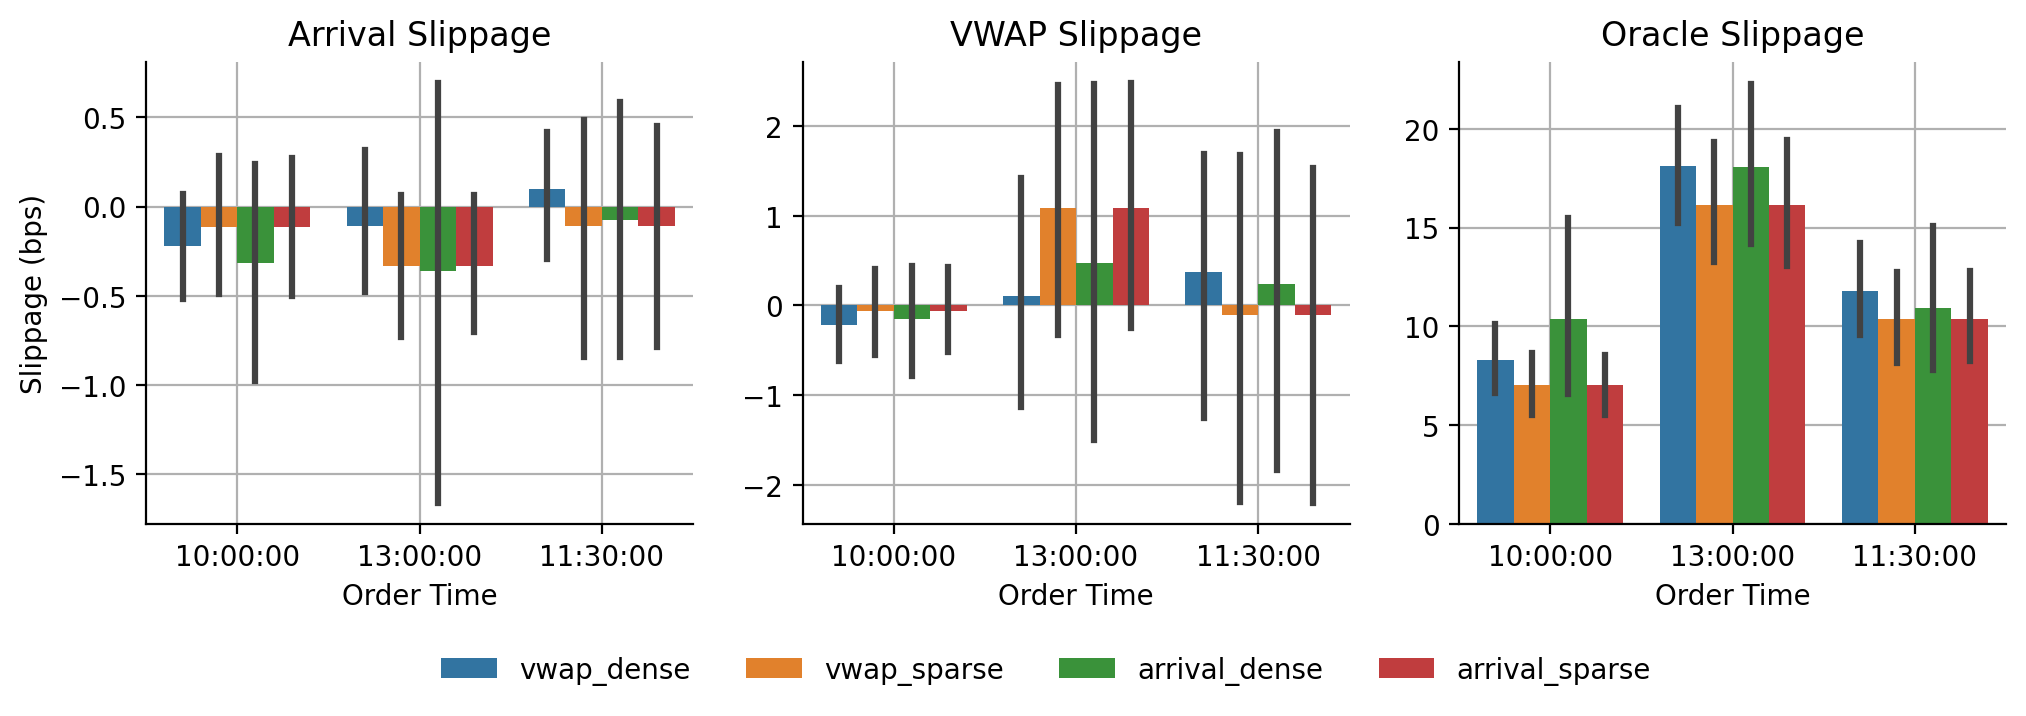 Arrival Slippage
VWAP Slippage
Oracle Slippage
Slippage (bps)
0.5
0.0
−0.5
−1.0
−1.5
2
1
0
−1
−2
20
15
10
5
0
10:00:00 13:00:00 11:30:00
10:00:00 13:00:00 11:30:00
10:00:00 13:00:00 11:30:00
Order Time
Order Time
Order Time
vwap_dense
vwap_sparse
arrival_dense
arrival_sparse